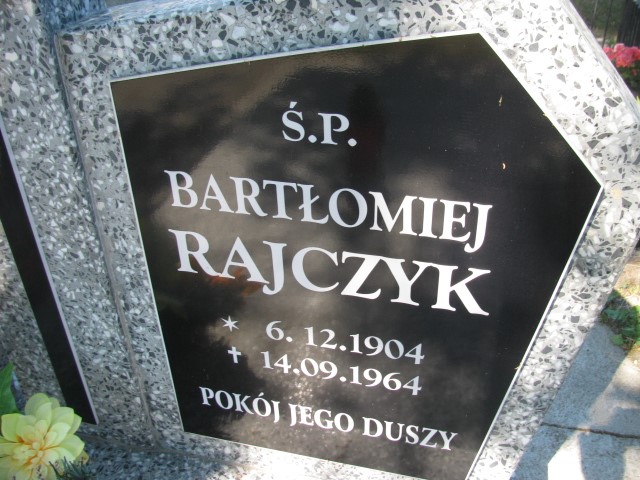 Ś.P.
BARTŁOMIEJ
RAJCZYK
* 6. 12.1904
✝ 14.09.1964
POKÓJ JEGO DUSZY